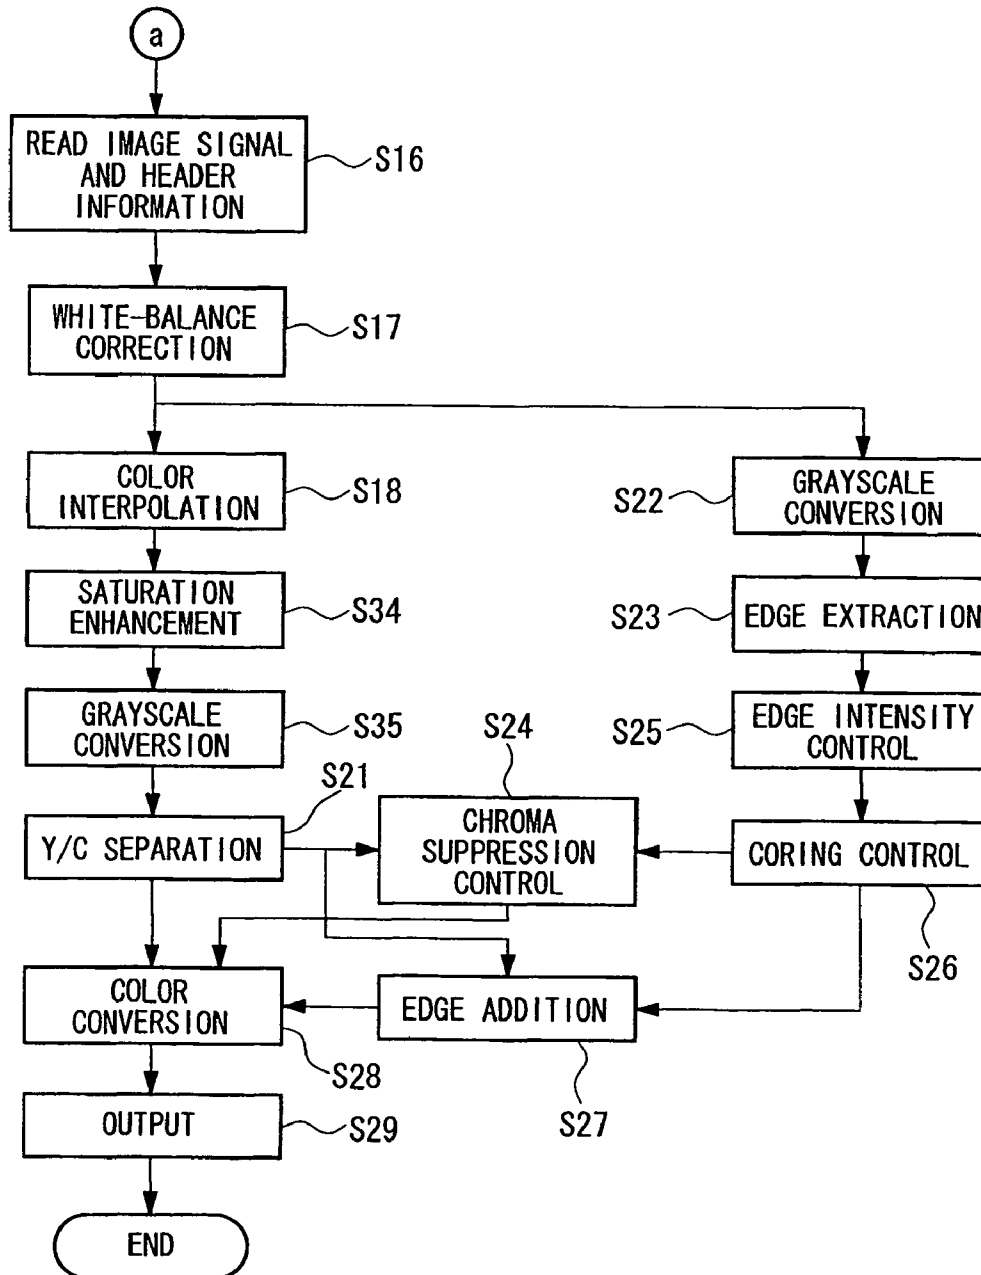 a
READ IMAGE SIGNAL
AND HEADER
INFORMATION
S16
WHITE-BALANCE
CORRECTION
S17
COLOR
INTERPOLATION
S18
S22
GRAYSCALE
CONVERSION
SATURATION
ENHANCEMENT
S34
S23
EDGE EXTRACTION
GRAYSCALE
CONVERSION
S35
S24
S25
EDGE INTENSITY
CONTROL
S21
Y/C SEPARATION
CHROMA
SUPPRESSION
CONTROL
CORING CONTROL
S26
COLOR
CONVERSION
S28
EDGE ADDITION
S27
OUTPUT
S29
END